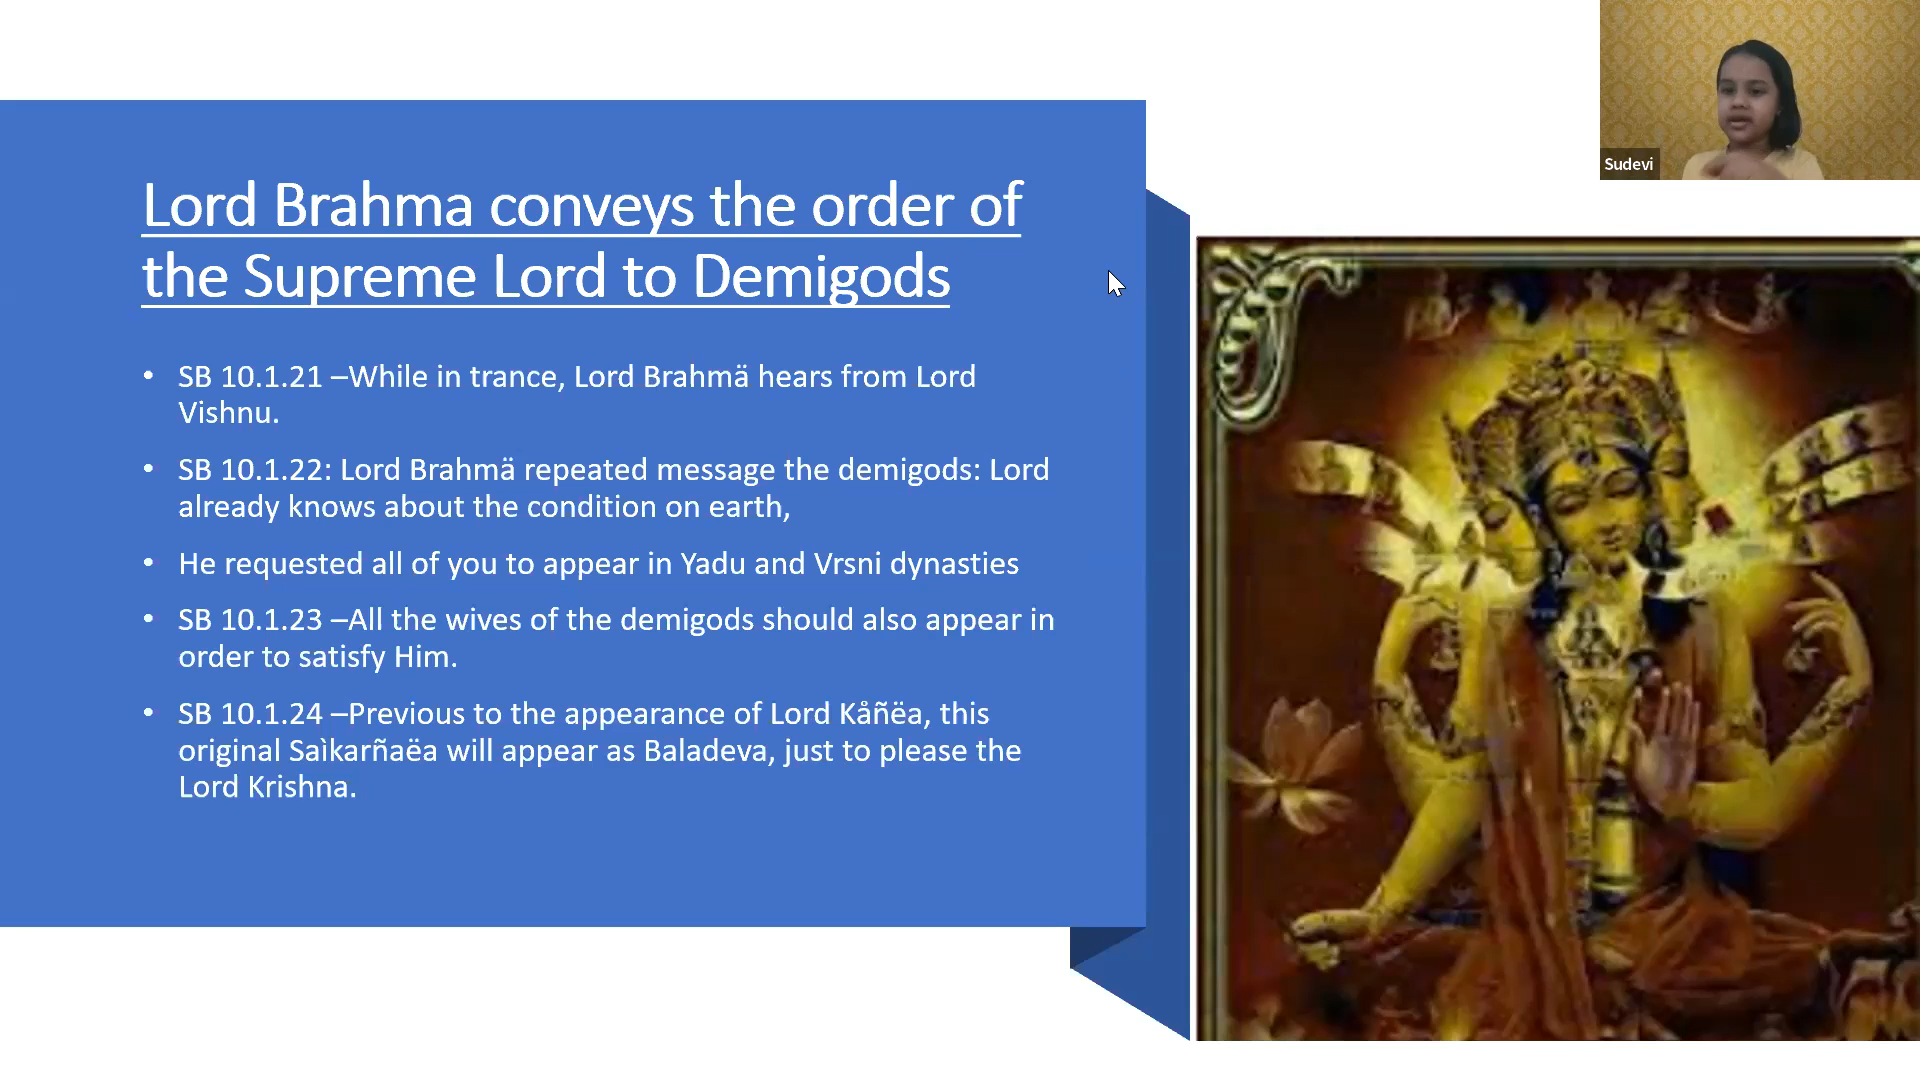 Sudevi
Lord Brahma conveys the order of
the Supreme Lord to Demigods
• SB 10.1.21 –While in trance, Lord Brahmä hears from Lord
Vishnu.
• SB 10.1.22: Lord Brahmä repeated message the demigods: Lord
already knows about the condition on earth,
• He requested all of you to appear in Yadu and Vrsni dynasties
• SB 10.1.23 –All the wives of the demigods should also appear in
order to satisfy Him.
• SB 10.1.24 –Previous to the appearance of Lord Kåñëa, this
original Saìkarñaëa will appear as Baladeva, just to please the
Lord Krishna.